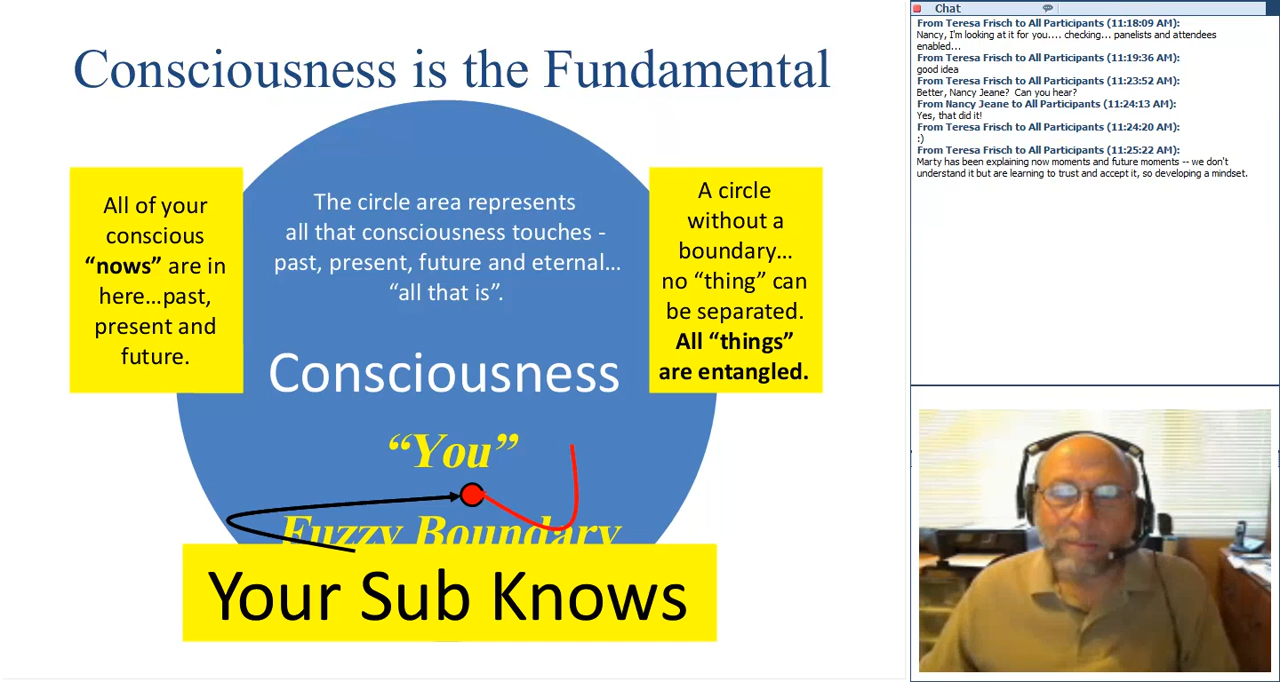 Consciousness is the Fundamental
All of your
conscious
“nows” are in
here…past,
present and
future.
The circle area represents
all that consciousness touches -
past, present, future and eternal…
“all that is”.
A circle
without a
boundary…
no “thing” can
be separated.
All “things”
are entangled.
Consciousness
“You”
Fuzzy Boundary
Your Sub Knows
Chat
From Teresa Frisch to All Participants (11:18:09 AM):
Nancy, I'm looking at it for you.... checking... panelists and attendees
enabled...
From Teresa Frisch to All Participants (11:19:36 AM):
good idea
From Teresa Frisch to All Participants (11:23:52 AM):
Better, Nancy Jeane?  Can you hear?
From Nancy Jeane to All Participants (11:24:13 AM):
Yes, that did it!
From Teresa Frisch to All Participants (11:24:20 AM):
:)
From Teresa Frisch to All Participants (11:25:22 AM):
Marty has been explaining now moments and future moments -- we don't
understand it but are learning to trust and accept it, so developing a mindset.